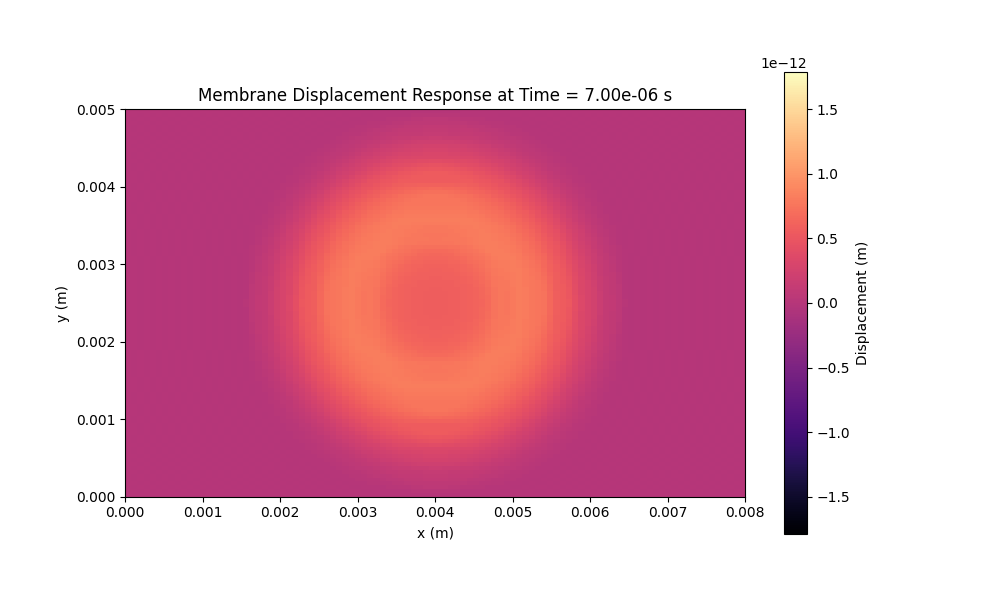 1e−12
Membrane Displacement Response at Time = 7.00e-06 s
0.005
0.004
0.003
0.002
0.001
0.000
y (m)
0.000 0.001 0.002 0.003 0.004 0.005 0.006 0.007 0.008
x (m)
1.5
1.0
0.5
0.0
−0.5
−1.0
−1.5
Displacement (m)